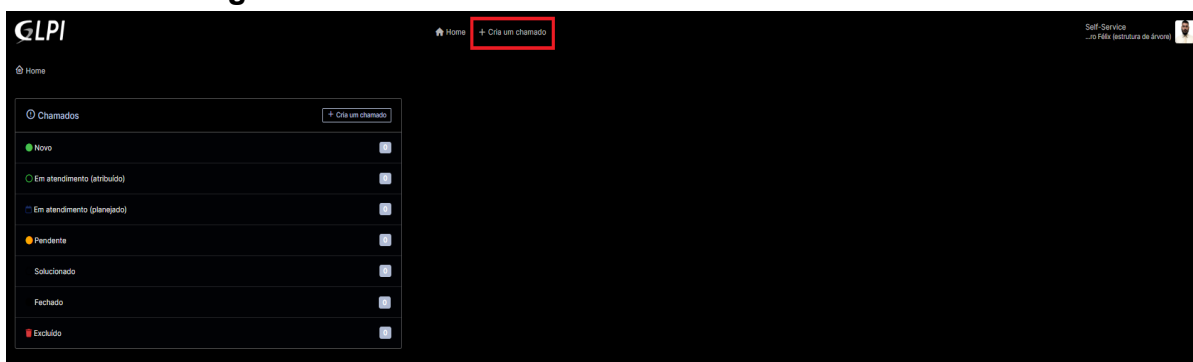 GLPI
Home
+ Cria um chamado
Self-Service
...ro Félix (estrutura de árvore)
Home
Chamados
+ Cria um chamado
Novo 0
Em atendimento (atribuído) 0
Em atendimento (planejado) 0
Pendente 0
Solucionado 0
Fechado 0
Excluído 0